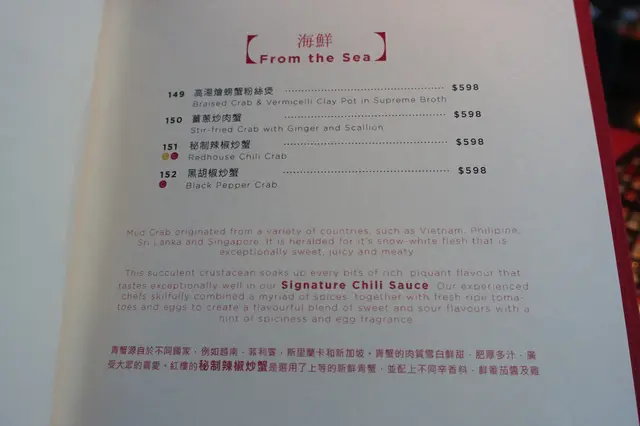 海鮮
From the Sea
149 高湯燴螃蟹粉絲煲 $598
Braised Crab & Vermicelli Clay Pot in Supreme Broth
150 薑蔥炒肉蟹 $598
Stir-fried Crab with Ginger and Scallion
151 秘制辣椒炒蟹 $598
Redhouse Chili Crab
152 黑胡椒炒蟹 $598
Black Pepper Crab
Mud Crab originated from a variety of countries, such as Vietnam, Philipine,
Sri Lanka and Singapore. It is heralded for it's snow-white flesh that is
exceptionally sweet, juicy and meaty.
This succulent crustacean soaks up every bits of rich, piquant flavour that
tastes exceptionally well in our Signature Chili Sauce. Our experienced
chefs skilfully combined a myriad of spices, together with fresh ripe toma-
toes and eggs to create a flavourful blend of sweet and sour flavours with a
hint of spiciness and egg fragrance.
青蟹源自於不同國家，例如越南，菲利賓，斯里蘭卡和新加坡。青蟹的肉質雪白鮮甜，肥厚多汁，廣
受大眾的喜愛。紅樓的秘制辣椒炒蟹是選用了上等的新鮮青蟹，並配上不同辛香料，鮮番茄醬及雞